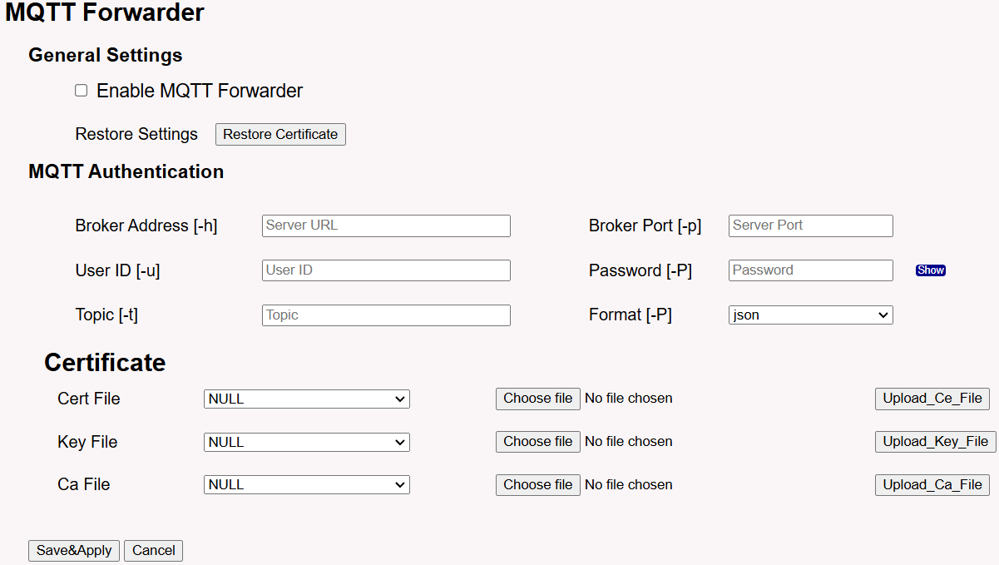 MQTT Forwarder
General Settings
Enable MQTT Forwarder
Restore Settings Restore Certificate
MQTT Authentication
Broker Address [-h] Server URL Broker Port [-p] Server Port
User ID [-u] User ID Password [-P] Password Show
Topic [-t] Topic Format [-P] json
Certificate
Cert File NULL Choose file No file chosen Upload_Ce_File
Key File NULL Choose file No file chosen Upload_Key_File
Ca File NULL Choose file No file chosen Upload_Ca_File
Save&Apply Cancel